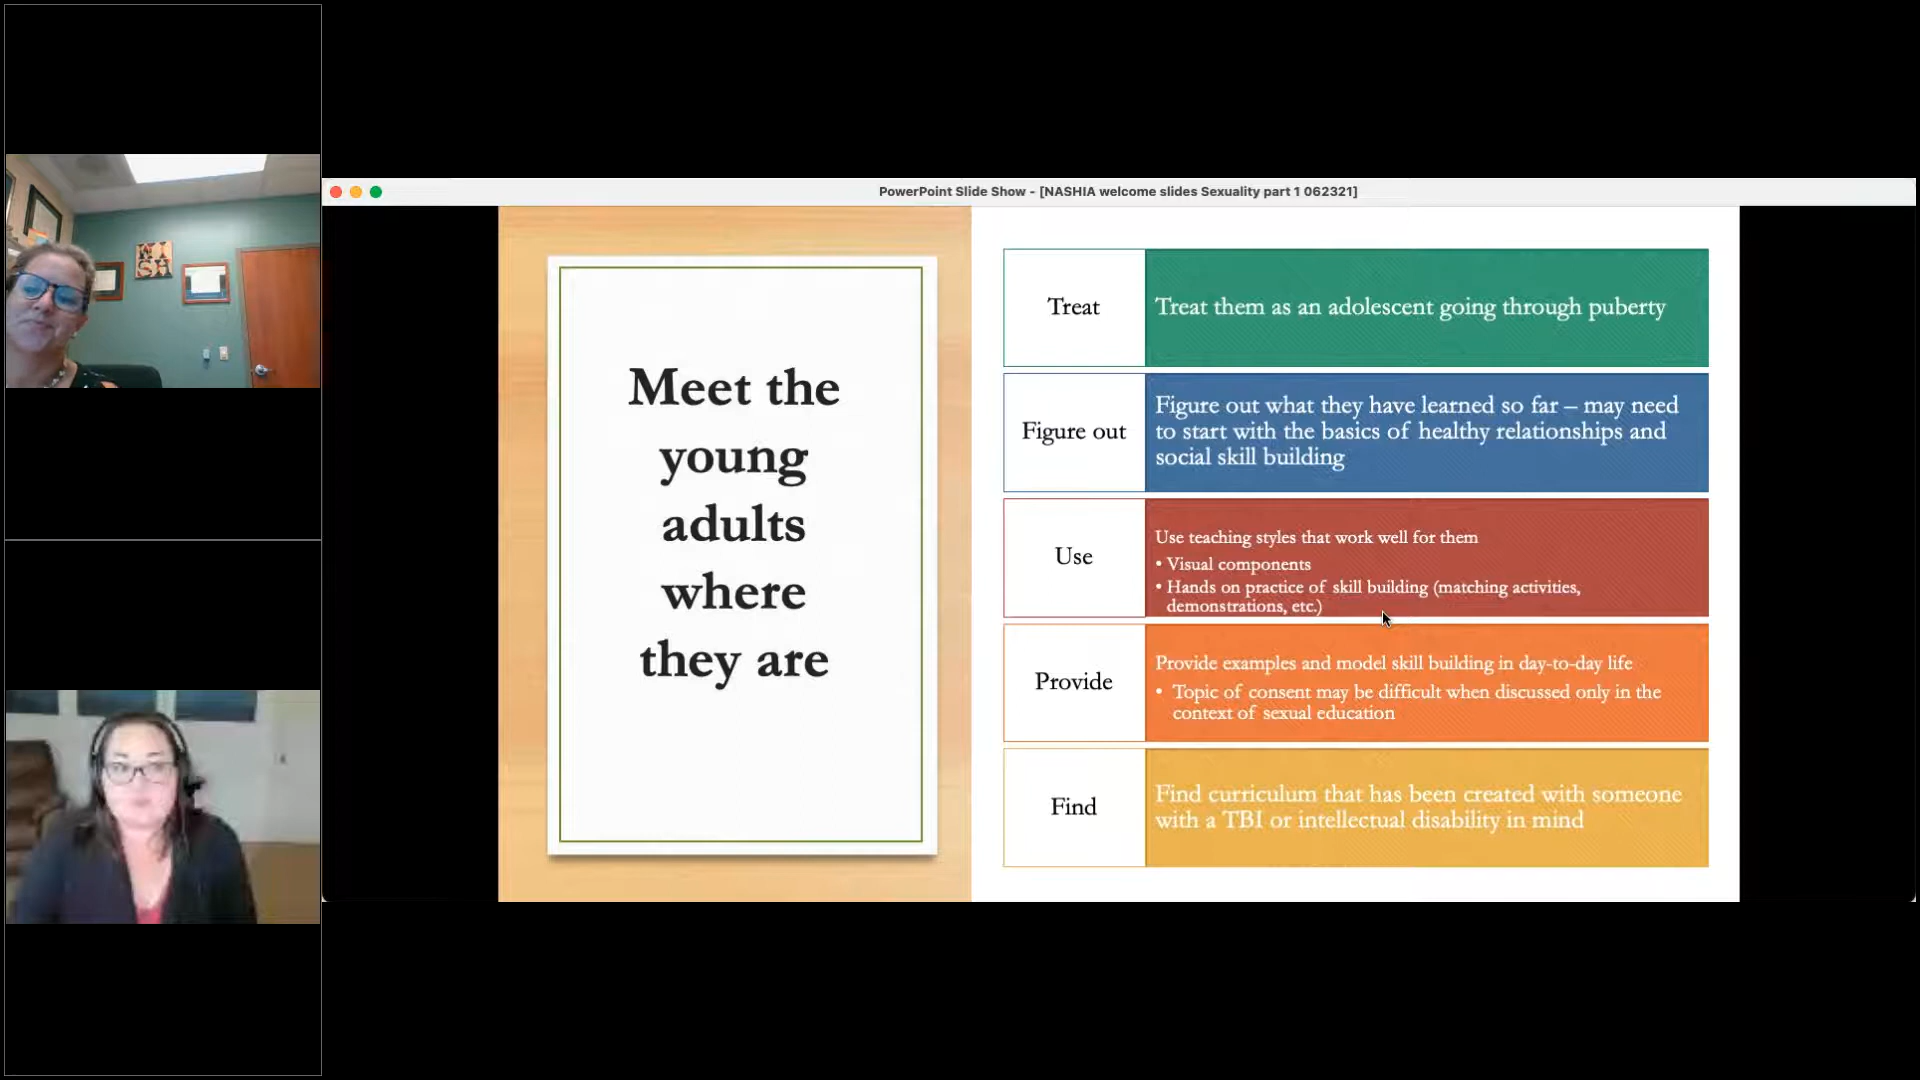 PowerPoint Slide Show - [NASHIA welcome slides Sexuality part 1 062321]
Meet the
young
adults
where
they are
Treat
Treat them as an adolescent going through puberty
Figure out
Figure out what they have learned so far – may need
to start with the basics of healthy relationships and
social skill building
Use
Use teaching styles that work well for them
• Visual components
• Hands on practice of skill building (matching activities,
demonstrations, etc.)
Provide
Provide examples and model skill building in day-to-day life
• Topic of consent may be difficult when discussed only in the
context of sexual education
Find
Find curriculum that has been created with someone
with a TBI or intellectual disability in mind